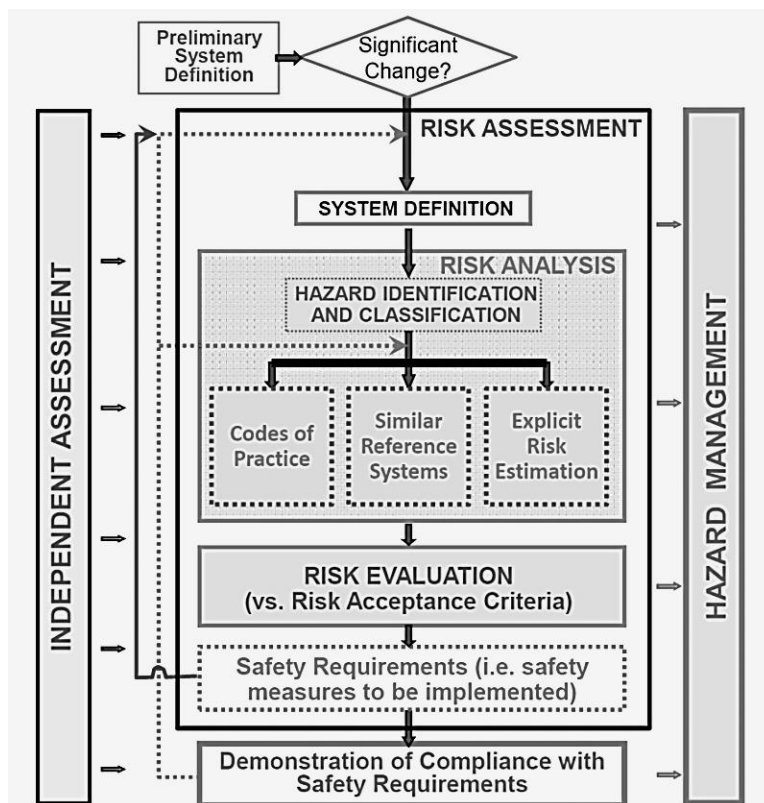 Preliminary
System
Definition
Significant
Change?
RISK ASSESSMENT
SYSTEM DEFINITION
RISK ANALYSIS
HAZARD IDENTIFICATION
AND CLASSIFICATION
Codes of
Practice
Similar
Reference
Systems
Explicit
Risk
Estimation
RISK EVALUATION
(vs. Risk Acceptance Criteria)
Safety Requirements (i.e. safety
measures to be implemented)
Demonstration of Compliance with
Safety Requirements
INDEPENDENT ASSESSMENT
HAZARD MANAGEMENT